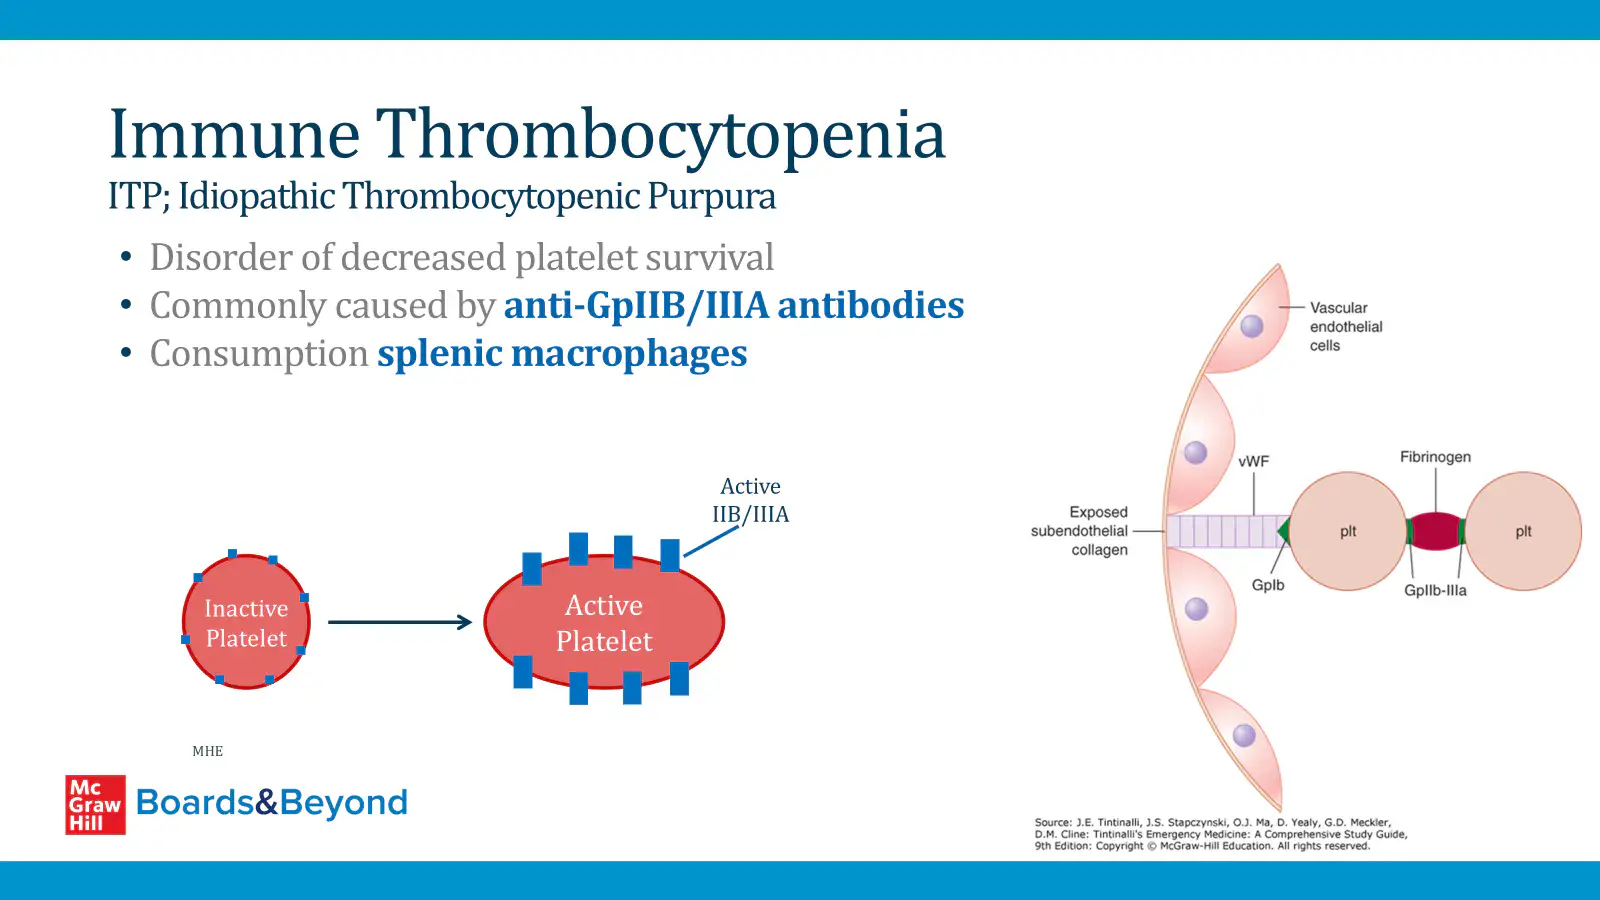 Immune Thrombocytopenia
ITP; Idiopathic Thrombocytopenic Purpura
• Disorder of decreased platelet survival
• Commonly caused by anti-GpIIB/IIIA antibodies
• Consumption splenic macrophages
Active
IIB/IIIA
Inactive
Platelet
Active
Platelet
MHE
Vascular
endothelial
cells
vWF
Fibrinogen
Exposed
subendothelial
collagen
plt
plt
GpIb
GpIIb-IIIa
Mc
Graw
Hill
Boards&Beyond
Source: J.E. Tintinalli, J.S. Stapczynski, O.J. Ma, D. Yealy, G.D. Meckler,
D.M. Cline: Tintinalli's Emergency Medicine: A Comprehensive Study Guide,
9th Edition: Copyright © McGraw-Hill Education. All rights reserved.